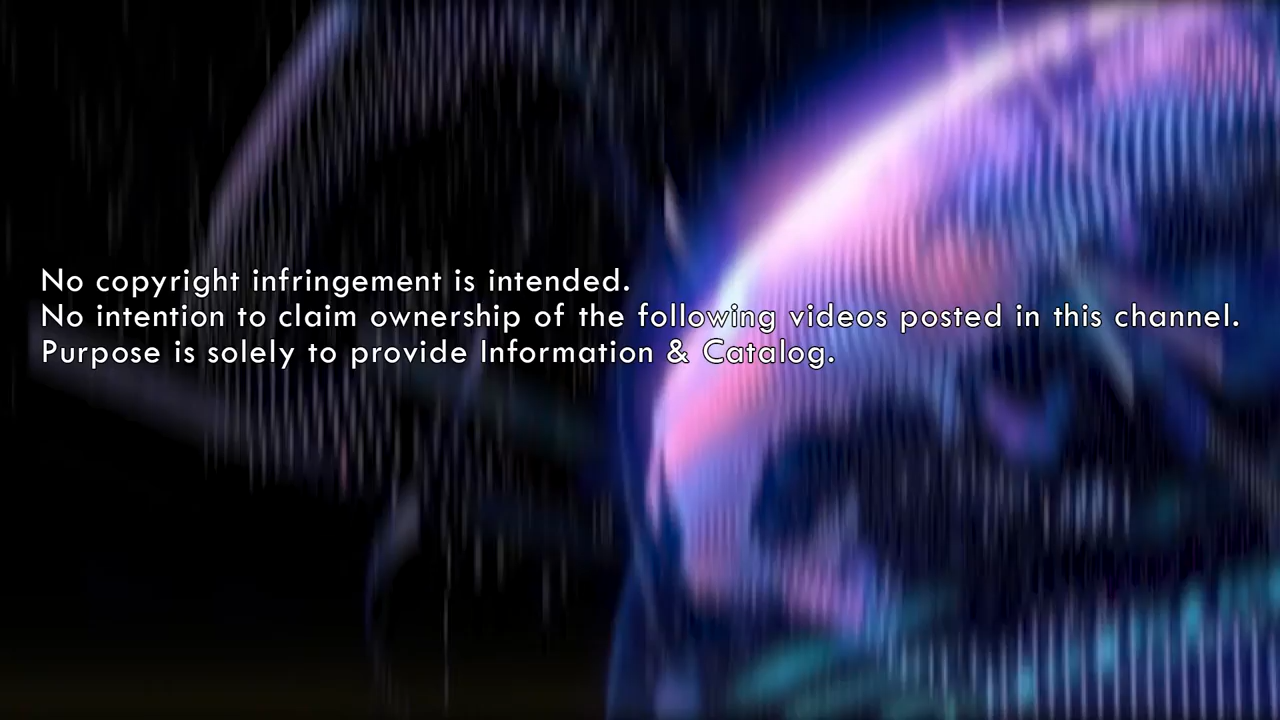 No copyright infringement is intended.
No intention to claim ownership of the following videos posted in this channel.
Purpose is solely to provide Information & Catalog.